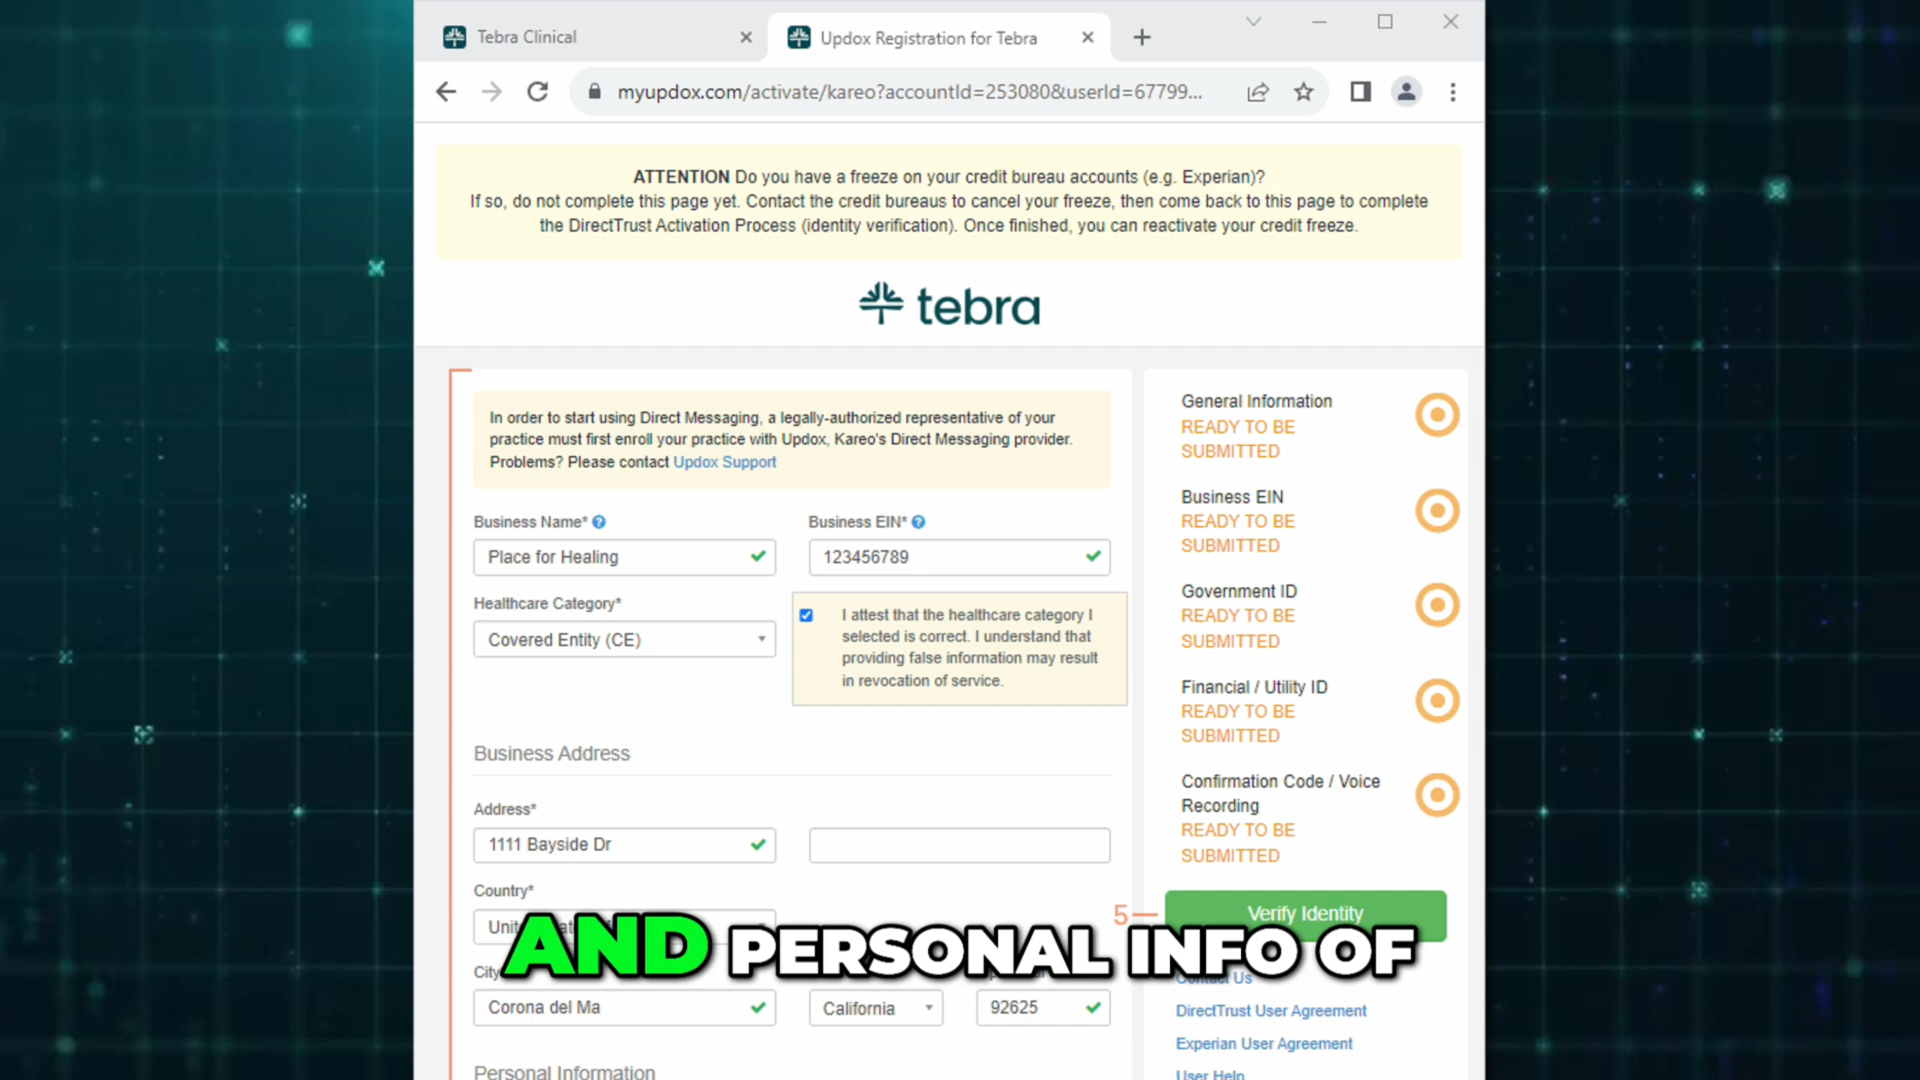 Tebra Clinical
Updox Registration for Tebra
myupdox.com/activate/kareo?accountId=253080&userId=67799...
ATTENTION Do you have a freeze on your credit bureau accounts (e.g. Experian)?
If so, do not complete this page yet. Contact the credit bureaus to cancel your freeze, then come back to this page to complete
the DirectTrust Activation Process (identity verification). Once finished, you can reactivate your credit freeze.
tebra
In order to start using Direct Messaging, a legally-authorized representative of your
practice must first enroll your practice with Updox, Kareo's Direct Messaging provider.
Problems? Please contact Updox Support
Business Name*
Business EIN*
Place for Healing
123456789
Healthcare Category*
Covered Entity (CE)
I attest that the healthcare category I
selected is correct. I understand that
providing false information may result
in revocation of service.
Business Address
Address*
1111 Bayside Dr
Country*
City
Corona del Ma
California
92625
Personal Information
General Information
READY TO BE
SUBMITTED
Business EIN
READY TO BE
SUBMITTED
Government ID
READY TO BE
SUBMITTED
Financial / Utility ID
READY TO BE
SUBMITTED
Confirmation Code / Voice
Recording
READY TO BE
SUBMITTED
5
Verify Identity
AND PERSONAL INFO OF
Contact Us
DirectTrust User Agreement
Experian User Agreement
User Help